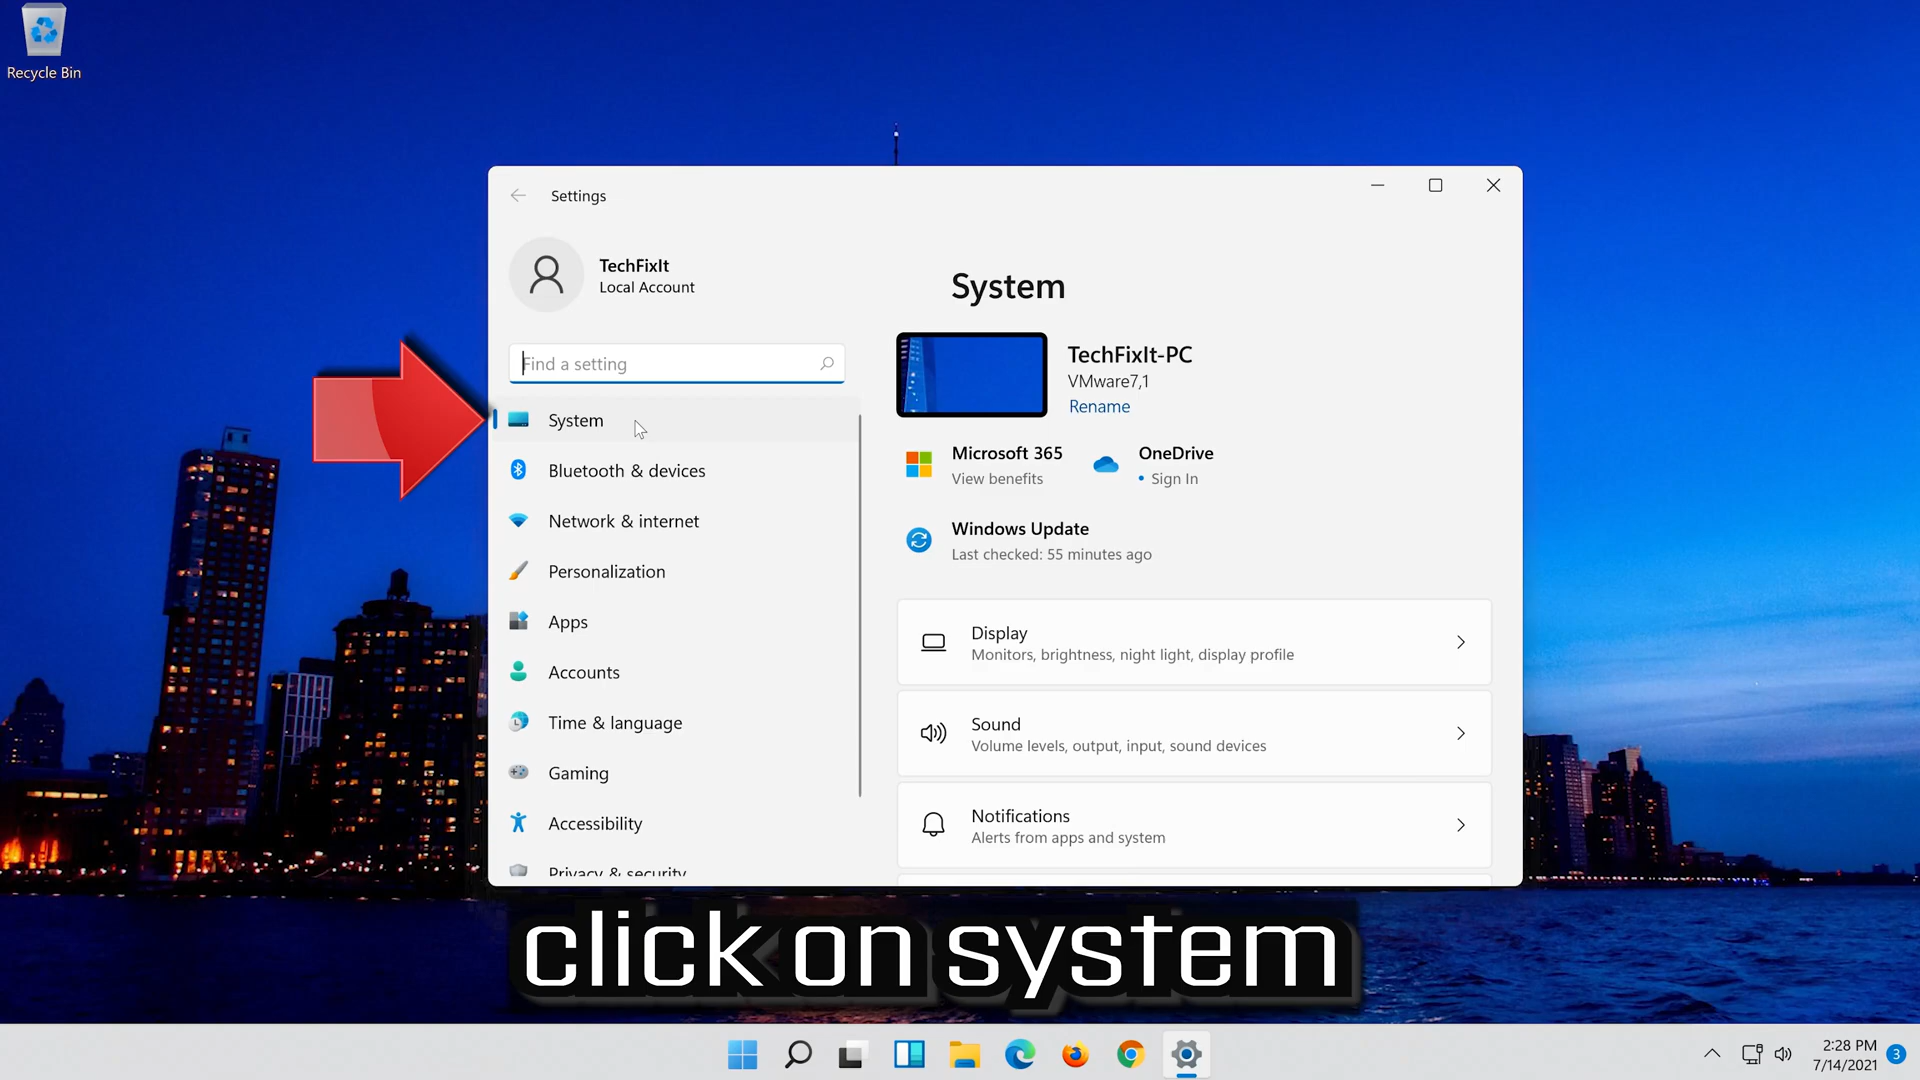 Recycle Bin
Settings
TechFixIt
Local Account
Find a setting
System
Bluetooth & devices
Network & internet
Personalization
Apps
Accounts
Time & language
Gaming
Accessibility
Privacy & security
System
TechFixIt-PC
VMware7,1
Rename
Microsoft 365
View benefits
OneDrive
• Sign In
Windows Update
Last checked: 55 minutes ago
Display
Monitors, brightness, night light, display profile
Sound
Volume levels, output, input, sound devices
Notifications
Alerts from apps and system
click on system
2:28 PM
7/14/2021
3